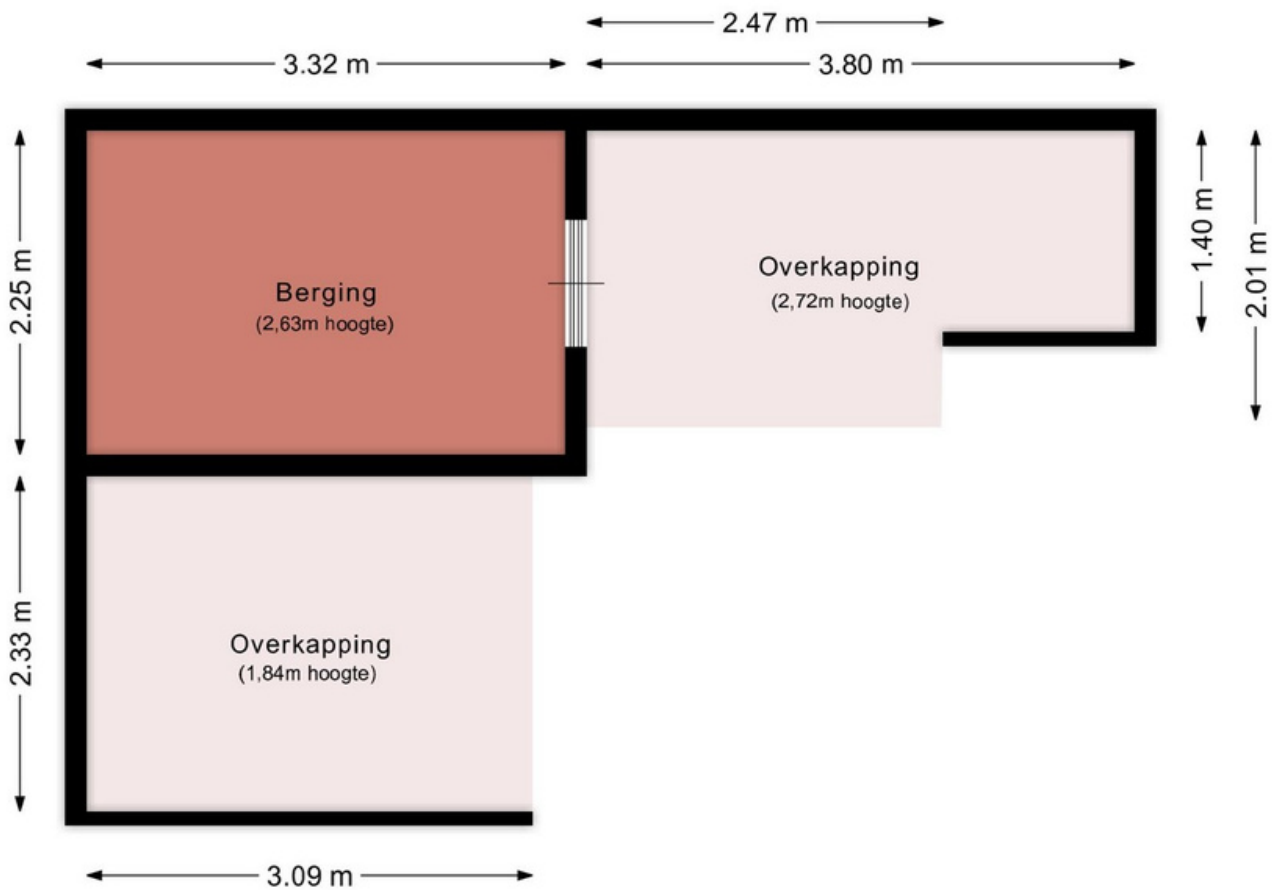 2.47 m
3.32 m
3.80 m
2.25 m
Berging
(2,63m hoogte)
Overkapping
(2,72m hoogte)
1.40 m
2.01 m
2.33 m
Overkapping
(1,84m hoogte)
3.09 m